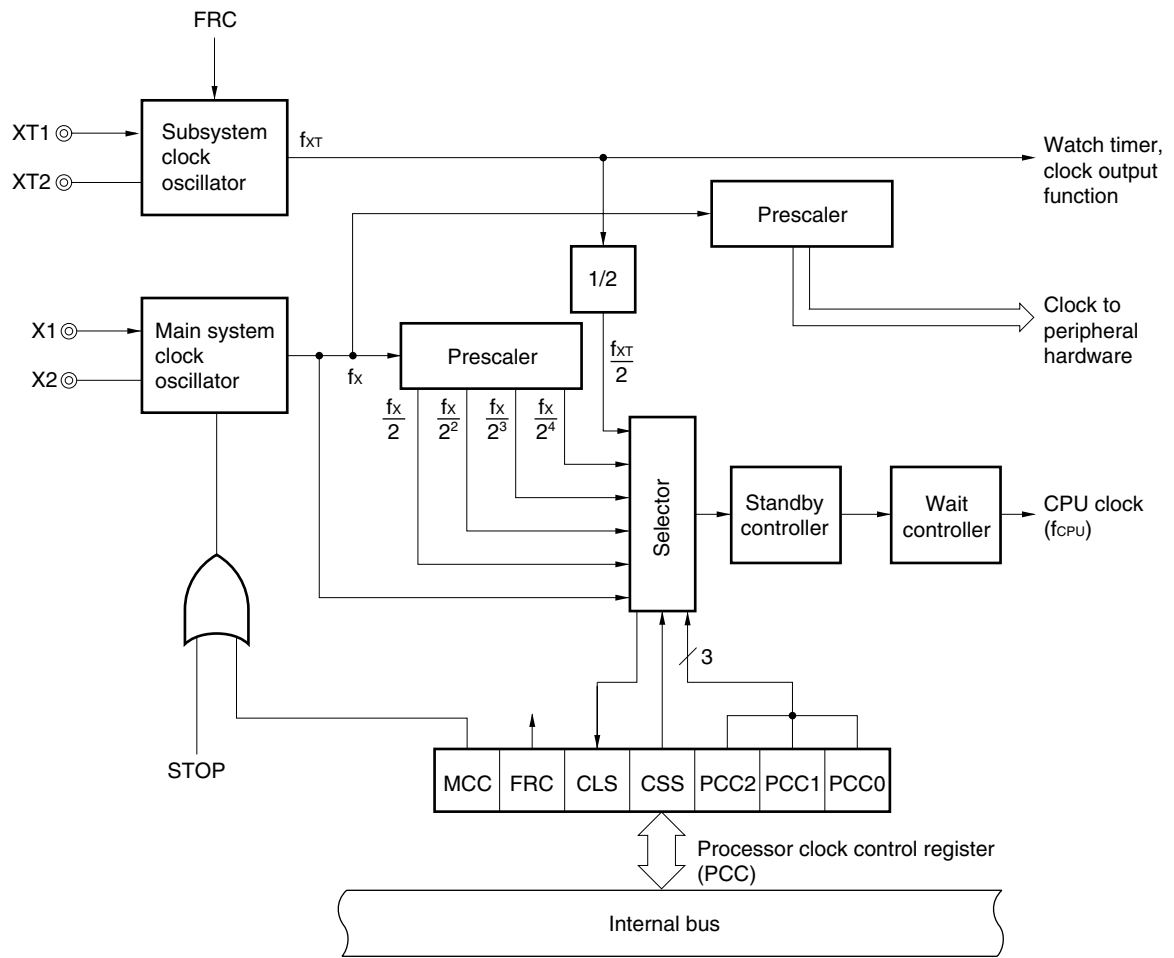 FRC
XT1
XT2
Subsystem
clock
oscillator
fXT
Watch timer,
clock output
function
Prescaler
1/2
X1
X2
Main system
clock
oscillator
fX
Prescaler
fXT
2
Clock to
peripheral
hardware
fX
2
fX
2²
fX
2³
fX
2⁴
Selector
Standby
controller
Wait
controller
CPU clock
(fCPU)
3
STOP
MCC FRC CLS CSS PCC2 PCC1 PCC0
Processor clock control register
(PCC)
Internal bus